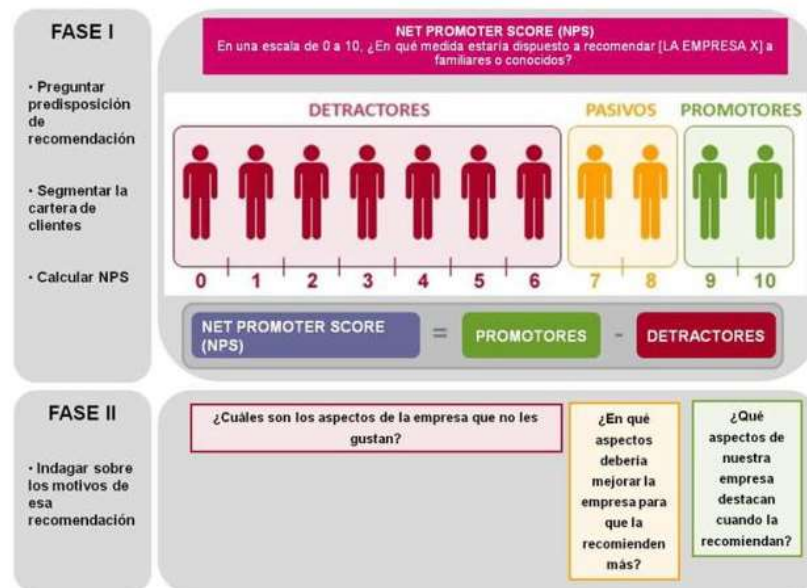 FASE I
• Preguntar
predisposición
de
recomendación
• Segmentar la
cartera de
clientes
• Calcular NPS
NET PROMOTER SCORE (NPS)
En una escala de 0 a 10, ¿En qué medida estaría dispuesto a recomendar [LA EMPRESA X] a
familiares o conocidos?
DETRACTORES PASIVOS PROMOTORES
0 1 2 3 4 5 6 7 8 9 10
NET PROMOTER SCORE
(NPS)
= PROMOTORES - DETRACTORES
FASE II
• Indagar sobre
los motivos de
esa
recomendación
¿Cuáles son los aspectos de la empresa que no les
gustan?
¿En qué
aspectos
debería
mejorar la
empresa para
que la
recomienden
más?
¿Qué
aspectos de
nuestra
empresa
destacan
cuando la
recomiendan?